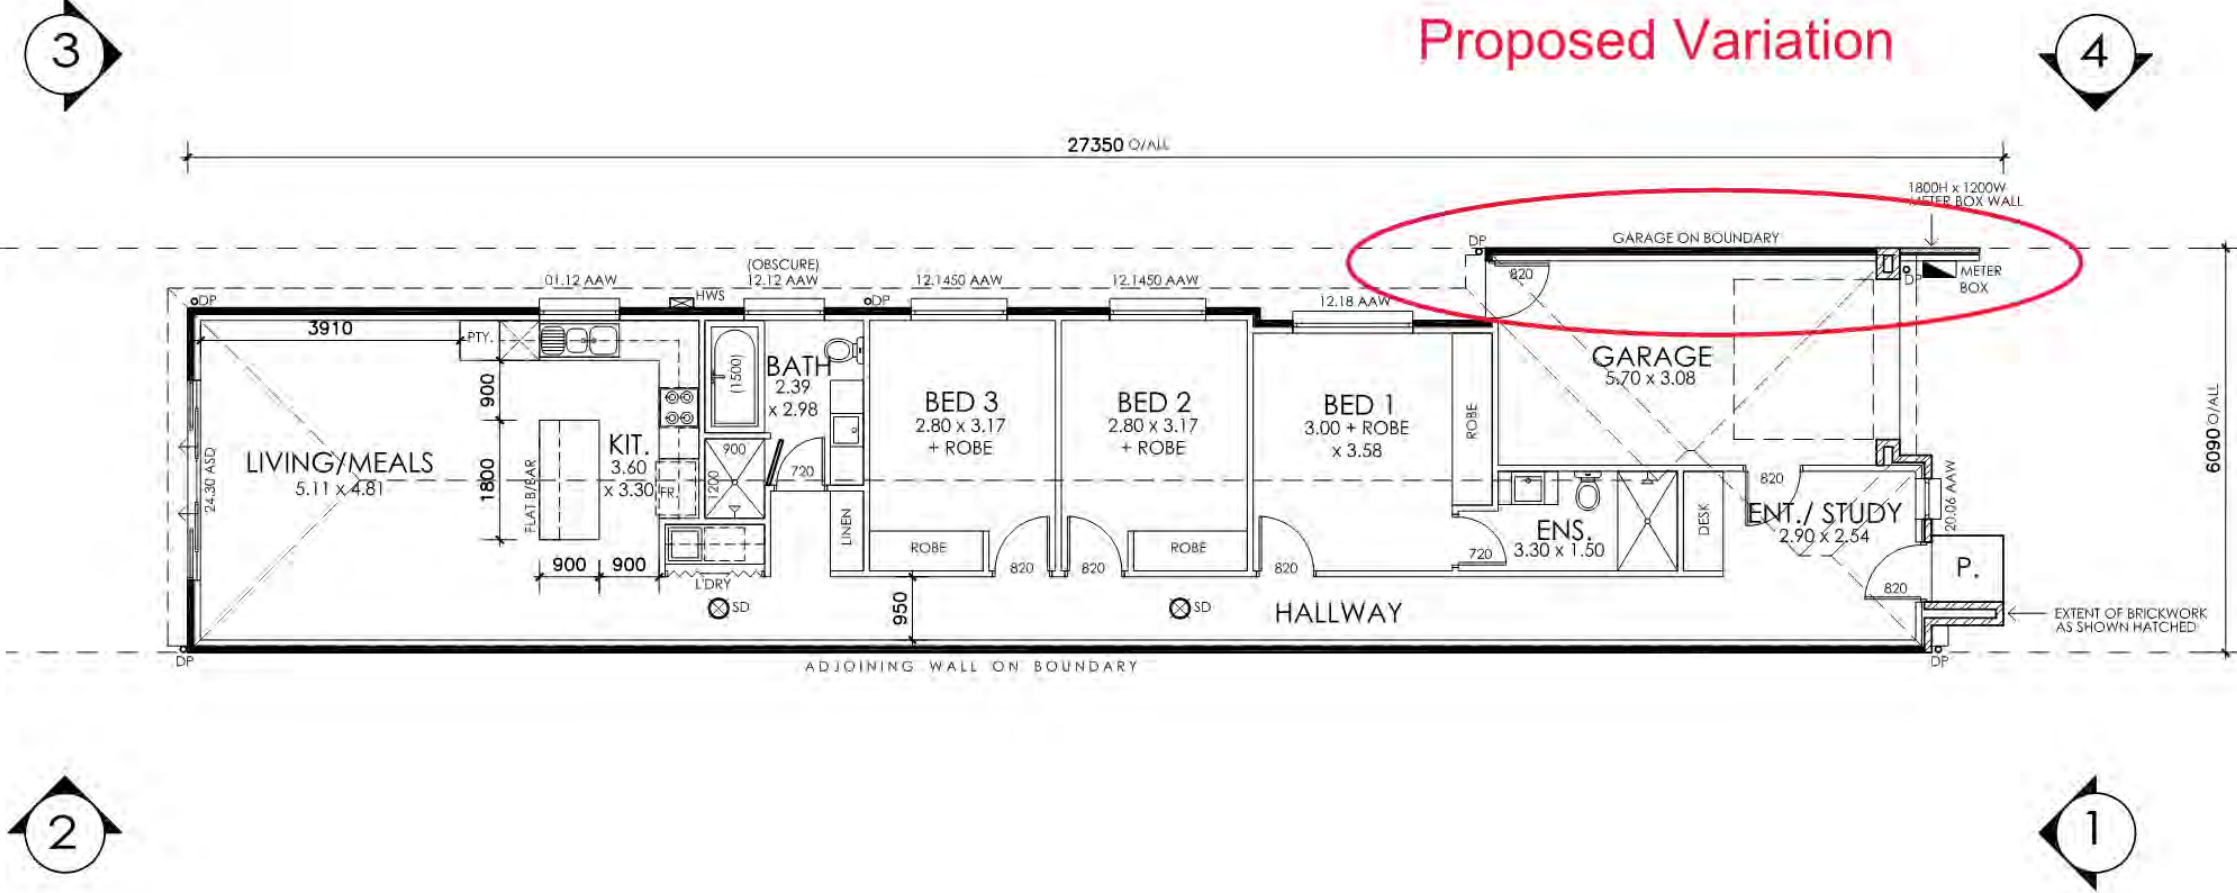 Proposed Variation
3
4
27350 O/ALL
1800H x 1200W
METER BOX WALL
DP
GARAGE ON BOUNDARY
METER
BOX
DP
820
01.12 AAW
(OBSCURE)
12.12 AAW
12.1450 AAW
12.1450 AAW
12.18 AAW
DP
HWS
DP
3910
PTY.
900
1800
FLAT B/BAR
KIT.
3.60
x 3.30
FR.
900
900
LIVING/MEALS
5.11 x 4.81
24.30 ASD
(1500)
BATH
2.39
x 2.98
900
1200
720
LINEN
L'DRY
BED 3
2.80 x 3.17
+ ROBE
ROBE
820
BED 2
2.80 x 3.17
+ ROBE
ROBE
820
BED 1
3.00 + ROBE
x 3.58
ROBE
820
GARAGE
5.70 x 3.08
820
ENS.
3.30 x 1.50
720
DESK
ENT./ STUDY
2.90 x 2.54
20.06 AAW
820
P.
6090 O/ALL
950
SD
SD
HALLWAY
EXTENT OF BRICKWORK
AS SHOWN HATCHED
DP
DP
ADJOINING WALL ON BOUNDARY
2
1